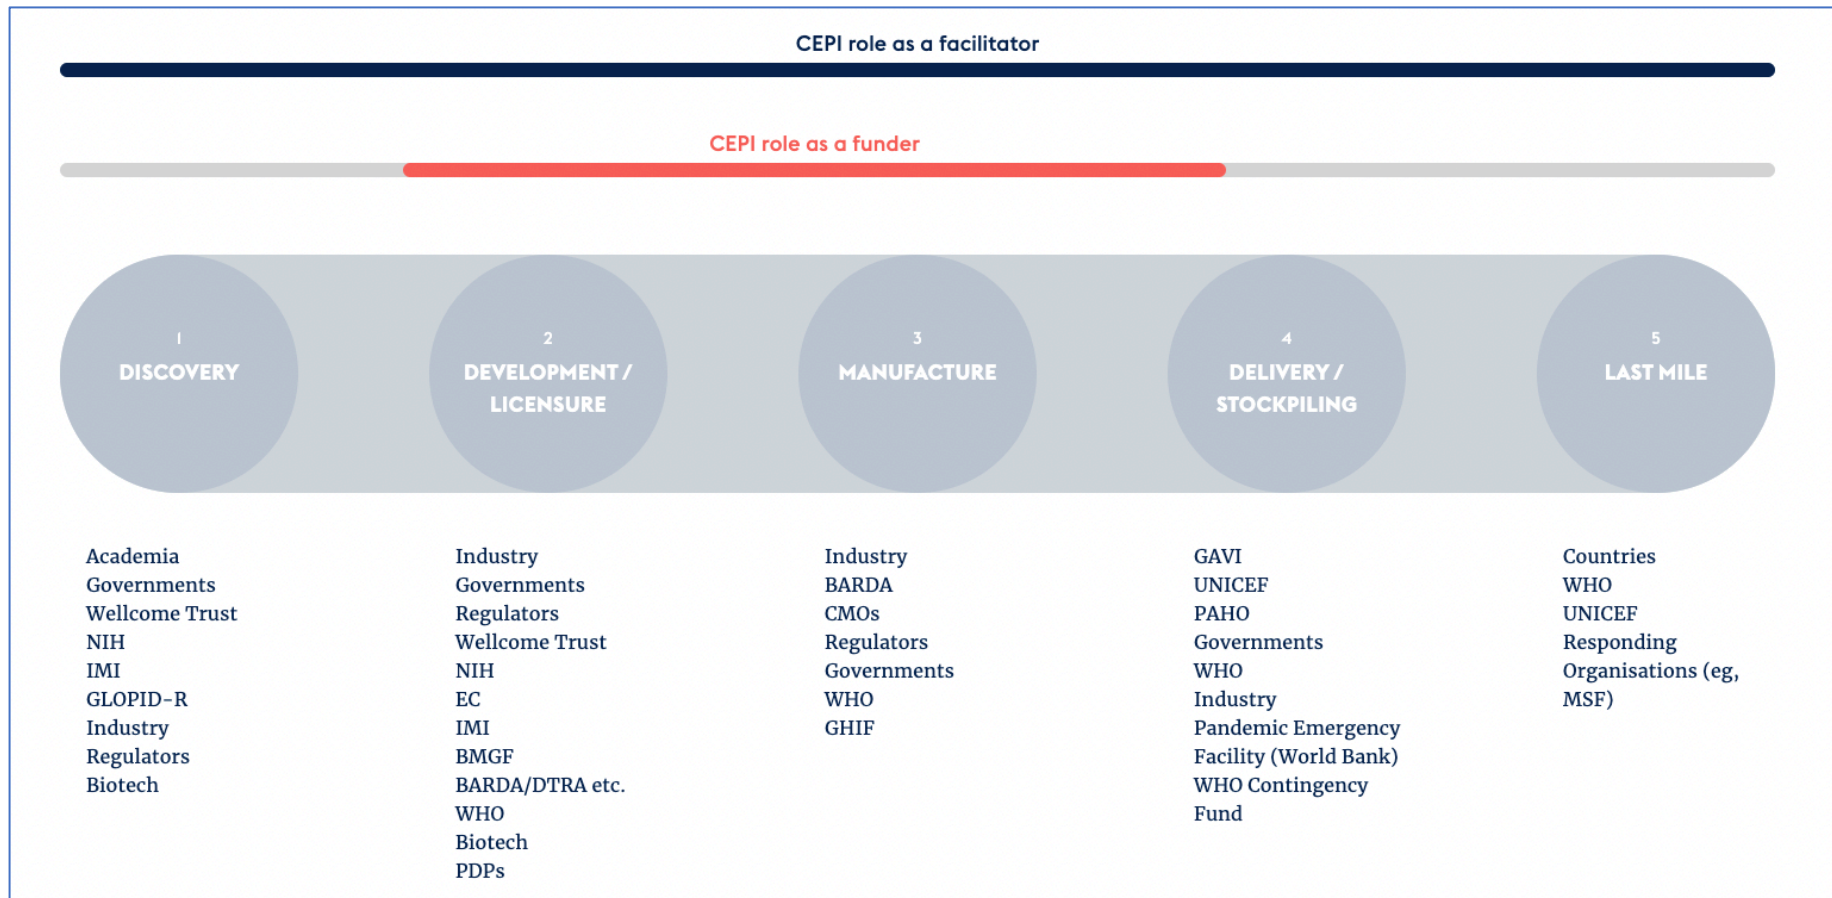 CEPI role as a facilitator
CEPI role as a funder
1
DISCOVERY
2
DEVELOPMENT /
LICENSURE
3
MANUFACTURE
4
DELIVERY /
STOCKPILING
5
LAST MILE
Academia
Governments
Wellcome Trust
NIH
IMI
GLOPID-R
Industry
Regulators
Biotech
Industry
Governments
Regulators
Wellcome Trust
NIH
EC
IMI
BMGF
BARDA/DTRA etc.
WHO
Biotech
PDPs
Industry
BARDA
CMOs
Regulators
Governments
WHO
GHIF
GAVI
UNICEF
PAHO
Governments
WHO
Industry
Pandemic Emergency
Facility (World Bank)
WHO Contingency
Fund
Countries
WHO
UNICEF
Responding
Organisations (eg,
MSF)